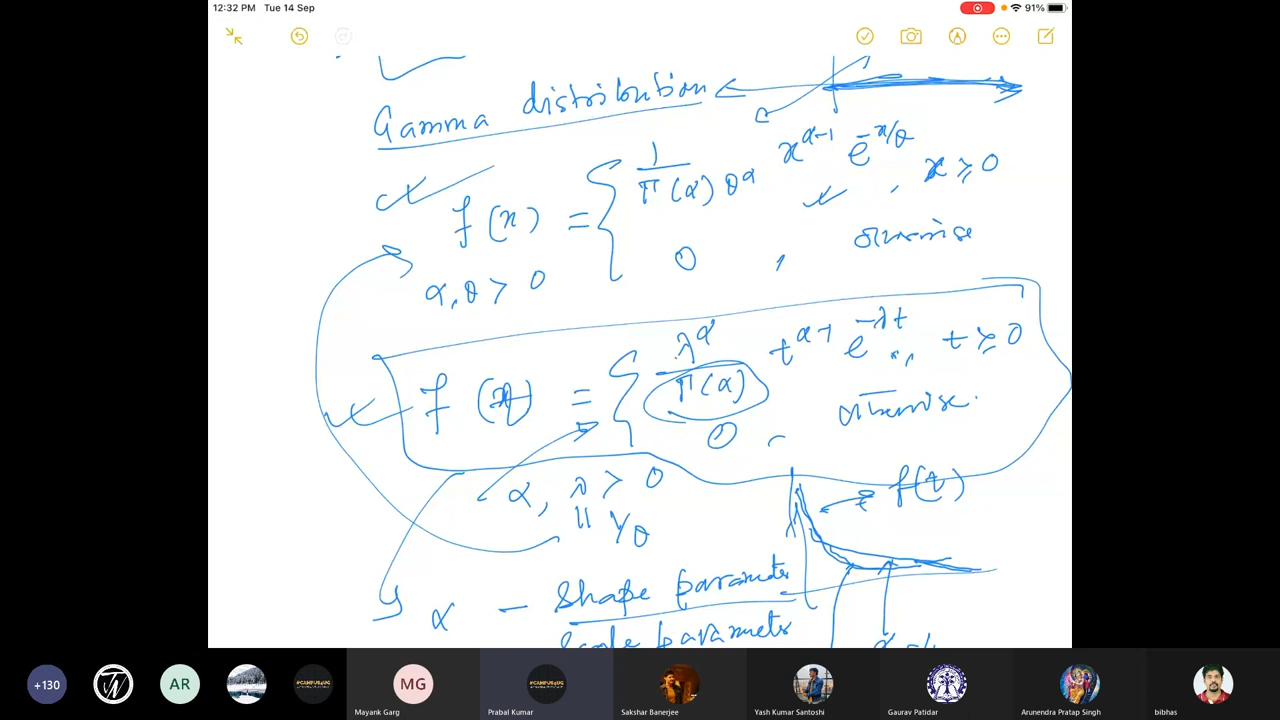 12:32 PM Tue 14 Sep 91%
Gamma distribution
f(x) = { 1/Γ(α) θ^α x^α-1 e^-x/θ , x ≥ 0
0 , otherwise
α, θ > 0
f(t) = { λ^α/Γ(α) t^α-1 e^-λt , t ≥ 0
0 , otherwise.
α, λ > 0
f(t)
" 1/θ
α - Shape parameter
Scale parameter
+130
AR
#CAMPUS4UG
MG
#CAMPUS4UG
Mayank Garg
Prabal Kumar
Sakshar Banerjee
Yash Kumar Santoshi
Gaurav Patidar
Arunendra Pratap Singh
bibhas